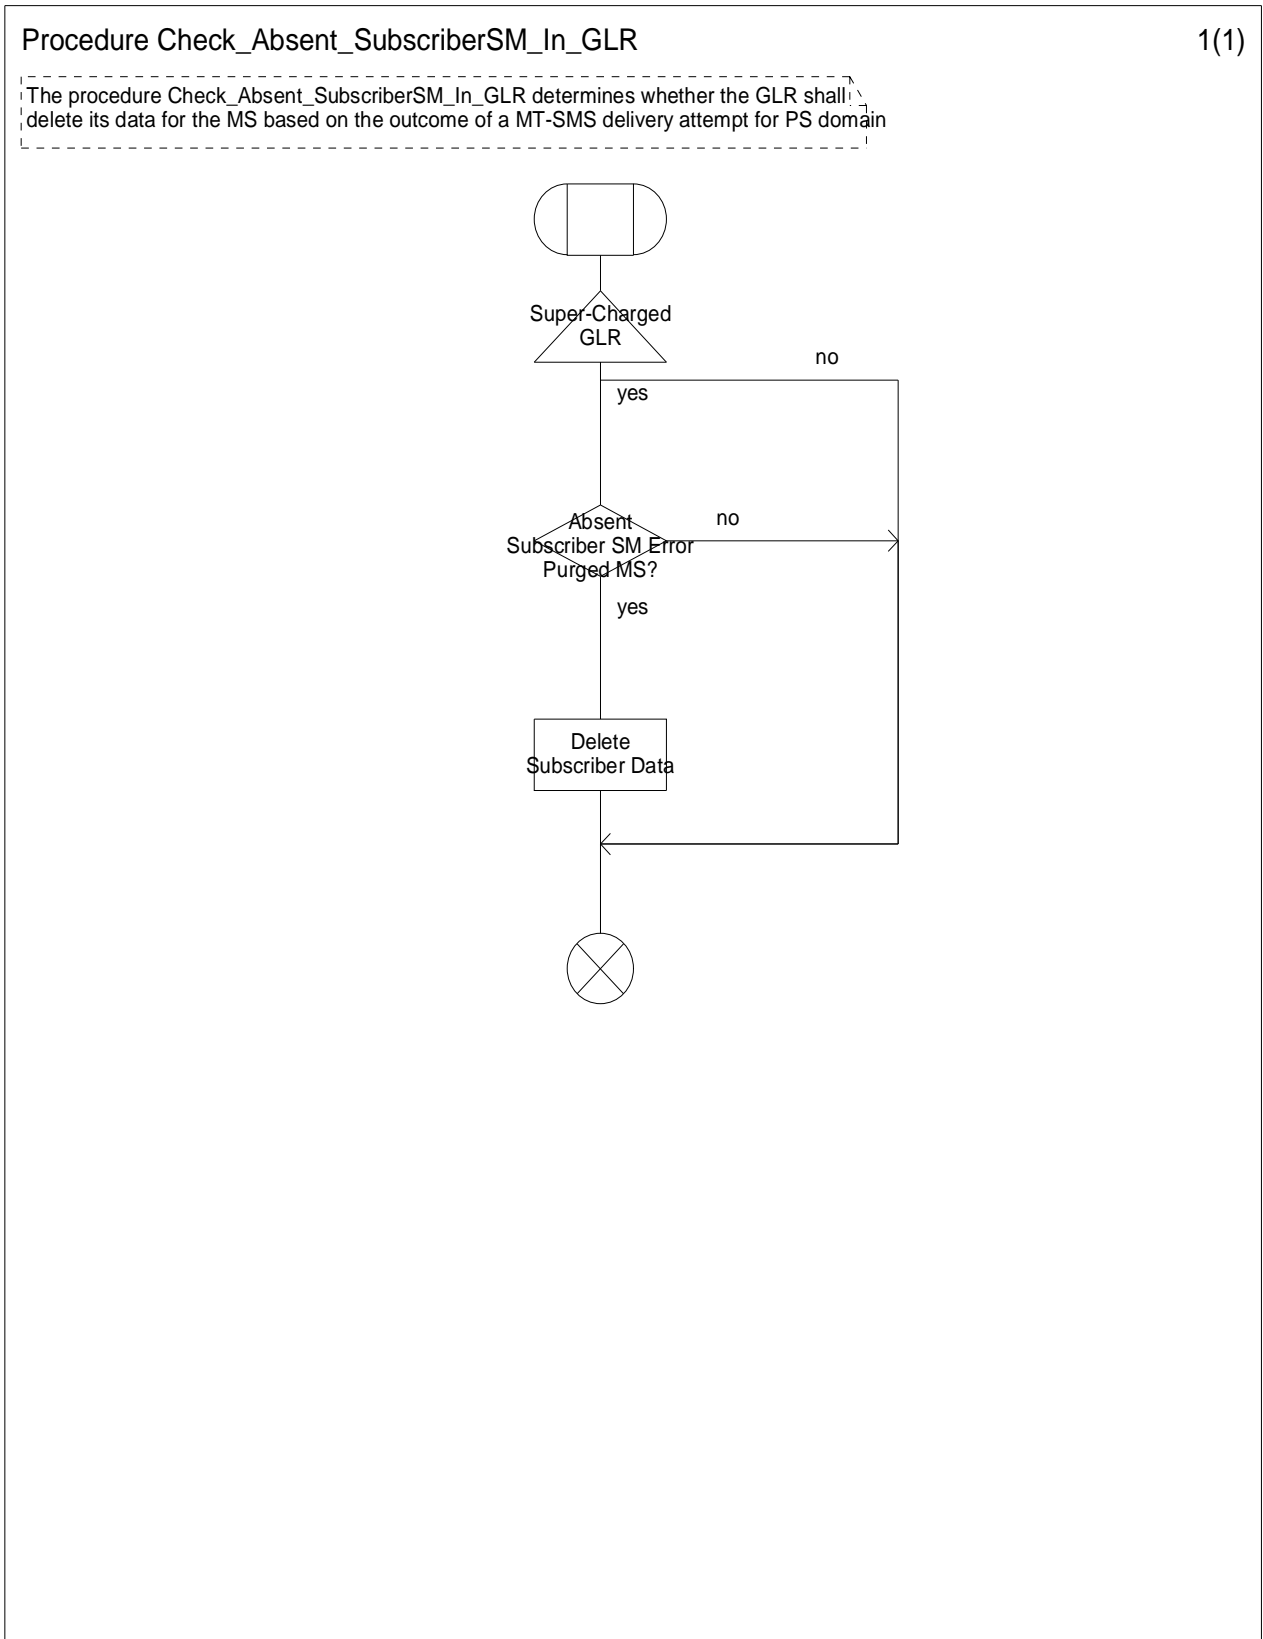 Procedure Check_Absent_SubscriberSM_In_GLR
1(1)
The procedure Check_Absent_SubscriberSM_In_GLR determines whether the GLR shall
delete its data for the MS based on the outcome of a MT-SMS delivery attempt for PS domain
Super-Charged
GLR
no
yes
Absent
Subscriber SM Error
Purged MS?
no
yes
Delete
Subscriber Data